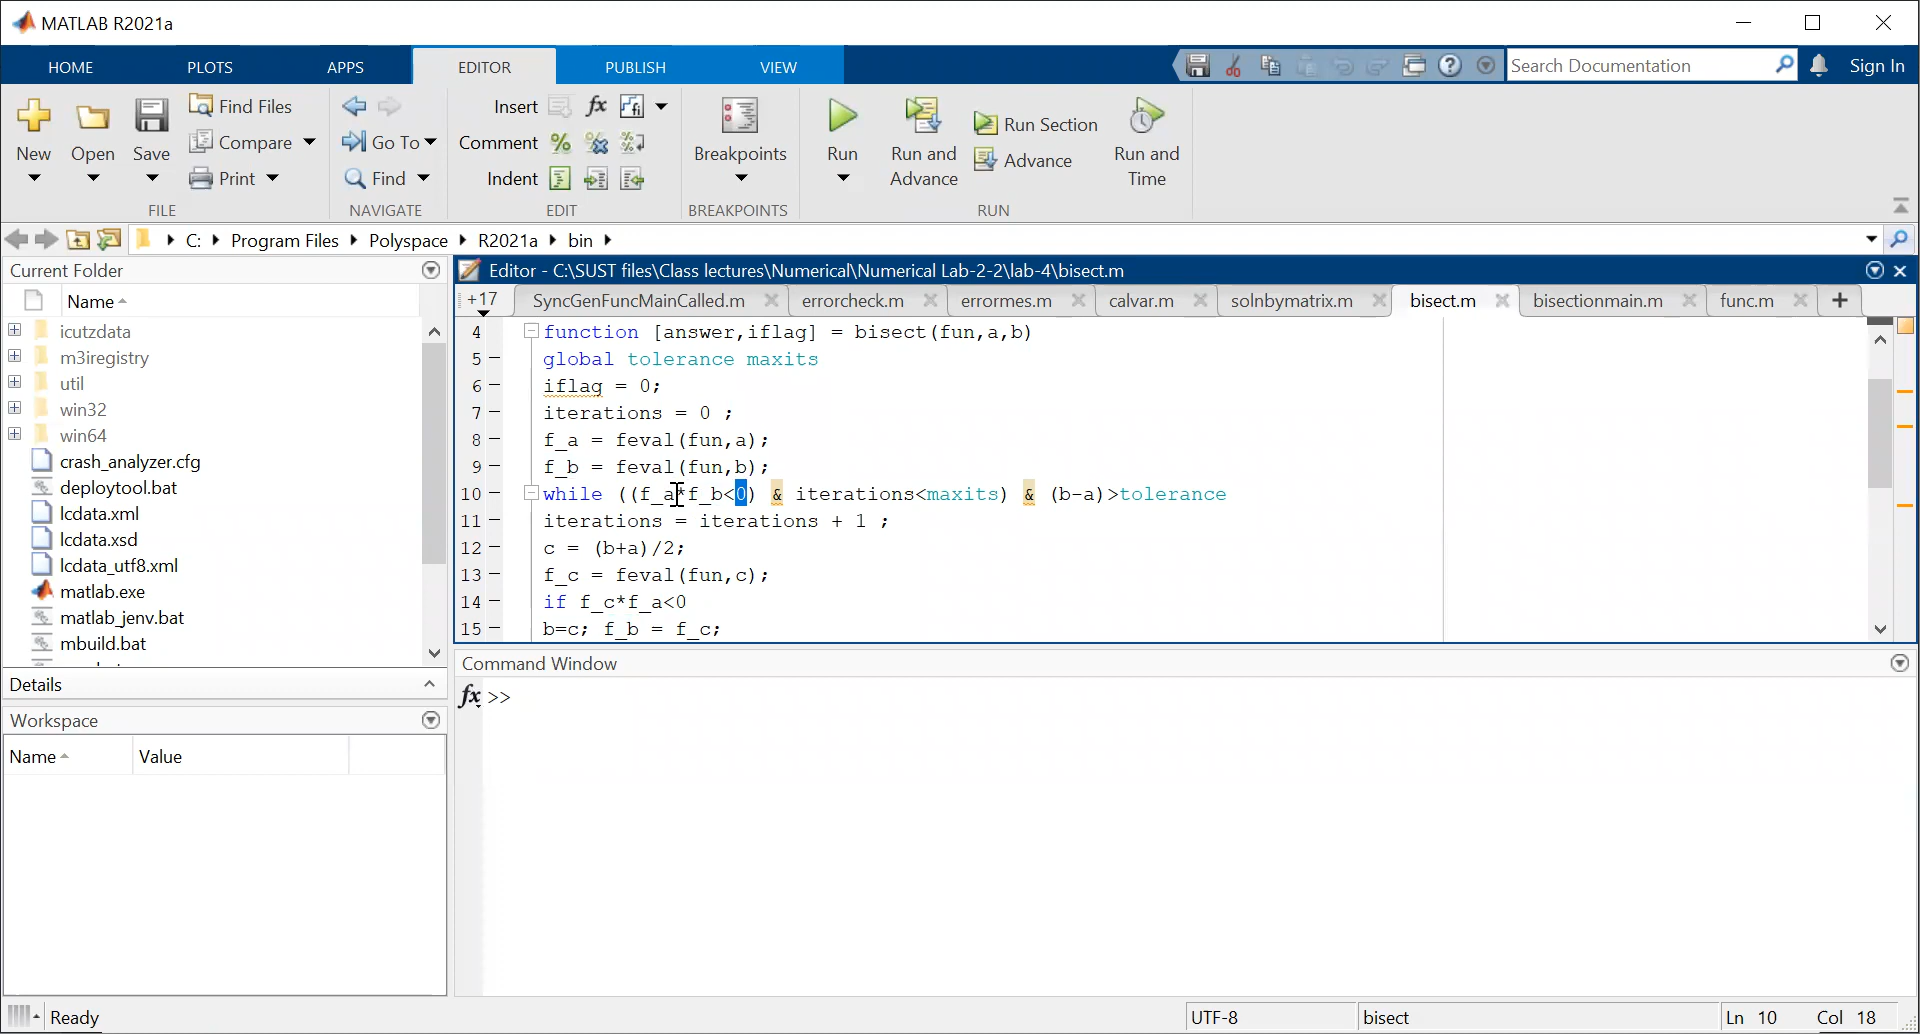 MATLAB R2021a
HOME PLOTS APPS EDITOR PUBLISH VIEW Search Documentation Sign In
New Open Save Find Files Compare Print
FILE
Go To Find
NAVIGATE
Insert fx
Comment
Indent
EDIT
Breakpoints
BREAKPOINTS
Run Run and Advance Run Section Advance Run and Time
RUN
C: Program Files Polyspace R2021a bin
Current Folder
Name
icutzdata
m3iregistry
util
win32
win64
crash_analyzer.cfg
deploytool.bat
lcdata.xml
lcdata.xsd
lcdata_utf8.xml
matlab.exe
matlab_jenv.bat
mbuild.bat
Details
Workspace
Name Value
Editor - C:\SUST files\Class lectures\Numerical\Numerical Lab-2-2\lab-4\bisect.m
+17 SyncGenFuncMainCalled.m errorcheck.m errormes.m calvar.m solnbymatrix.m bisect.m bisectionmain.m func.m +
4 function [answer,iflag] = bisect(fun,a,b)
5 global tolerance maxits
6 iflag = 0;
7 iterations = 0 ;
8 f_a = feval(fun,a);
9 f_b = feval(fun,b);
10 while ((f_a*f_b<0) & iterations<maxits) & (b-a)>tolerance
11 iterations = iterations + 1 ;
12 c = (b+a)/2;
13 f_c = feval(fun,c);
14 if f_c*f_a<0
15 b=c; f_b = f_c;
Command Window
fx >>
Ready UTF-8 bisect Ln 10 Col 18